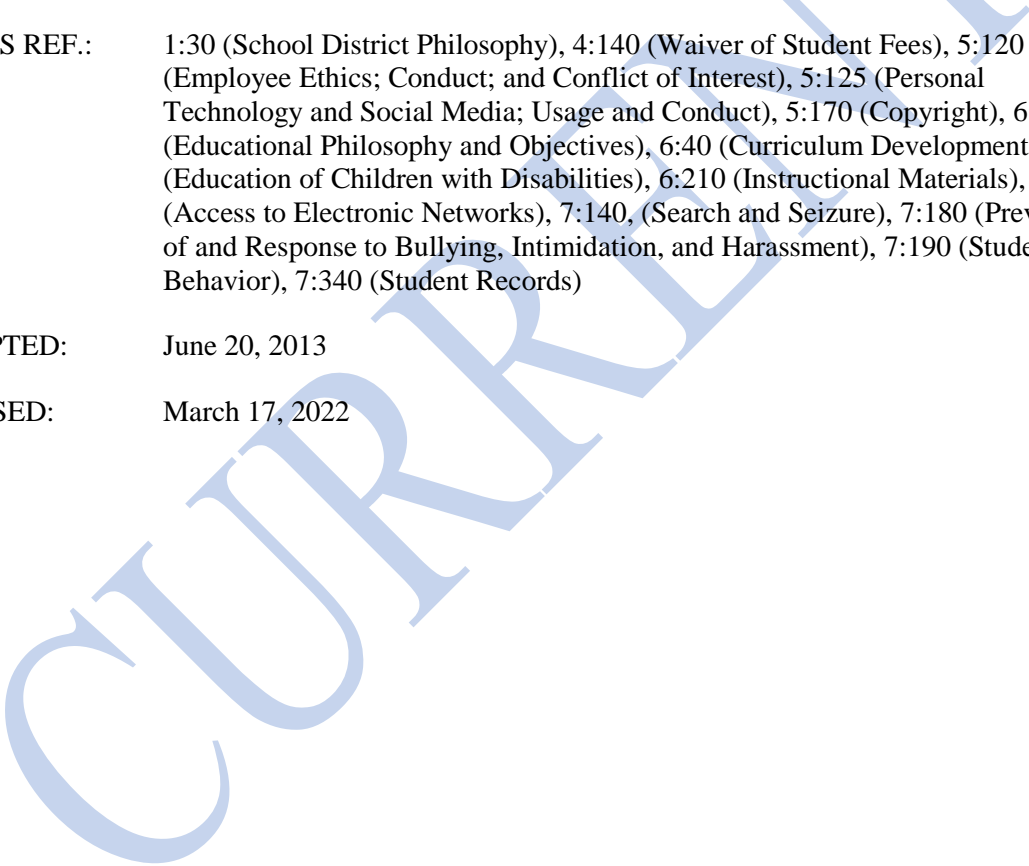 S REF.: 1:30 (School District Philosophy), 4:140 (Waiver of Student Fees), 5:120
(Employee Ethics; Conduct; and Conflict of Interest), 5:125 (Personal
Technology and Social Media; Usage and Conduct), 5:170 (Copyright), 6
(Educational Philosophy and Objectives), 6:40 (Curriculum Development
(Education of Children with Disabilities), 6:210 (Instructional Materials),
(Access to Electronic Networks), 7:140, (Search and Seizure), 7:180 (Prev
of and Response to Bullying, Intimidation, and Harassment), 7:190 (Stude
Behavior), 7:340 (Student Records)
PTED: June 20, 2013
SED: March 17, 2022
CURREN